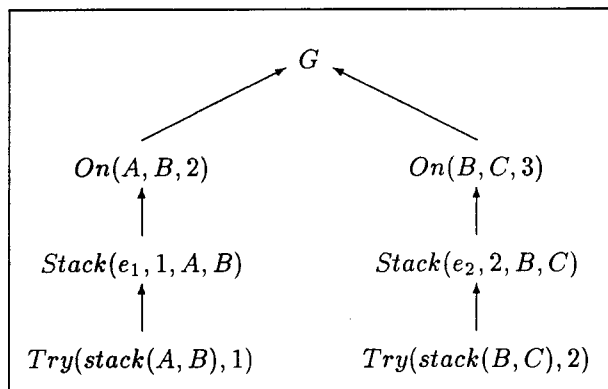 G
On(A, B, 2) On(B, C, 3)
Stack(e₁, 1, A, B) Stack(e₂, 2, B, C)
Try(stack(A, B), 1) Try(stack(B, C), 2)